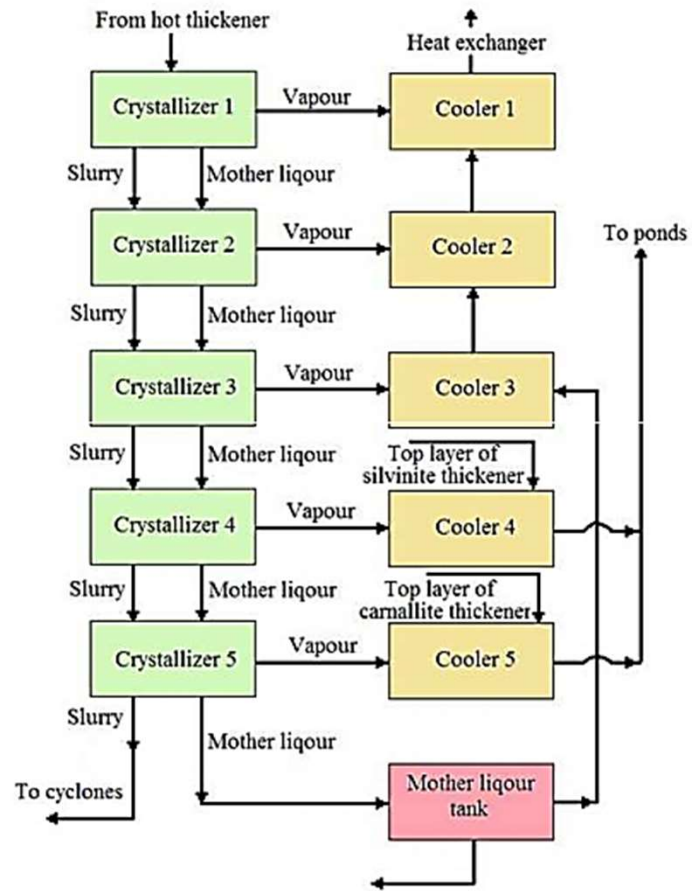 From hot thickener
Heat exchanger
Crystallizer 1
Vapour
Cooler 1
Slurry
Mother liqour
Crystallizer 2
Vapour
Cooler 2
To ponds
Slurry
Mother liqour
Crystallizer 3
Vapour
Cooler 3
Slurry
Mother liqour
Top layer of
silvinite thickener
Crystallizer 4
Vapour
Cooler 4
Slurry
Mother liqour
Top layer of
carnallite thickener
Crystallizer 5
Vapour
Cooler 5
Slurry
Mother liqour
To cyclones
Mother liqour
tank